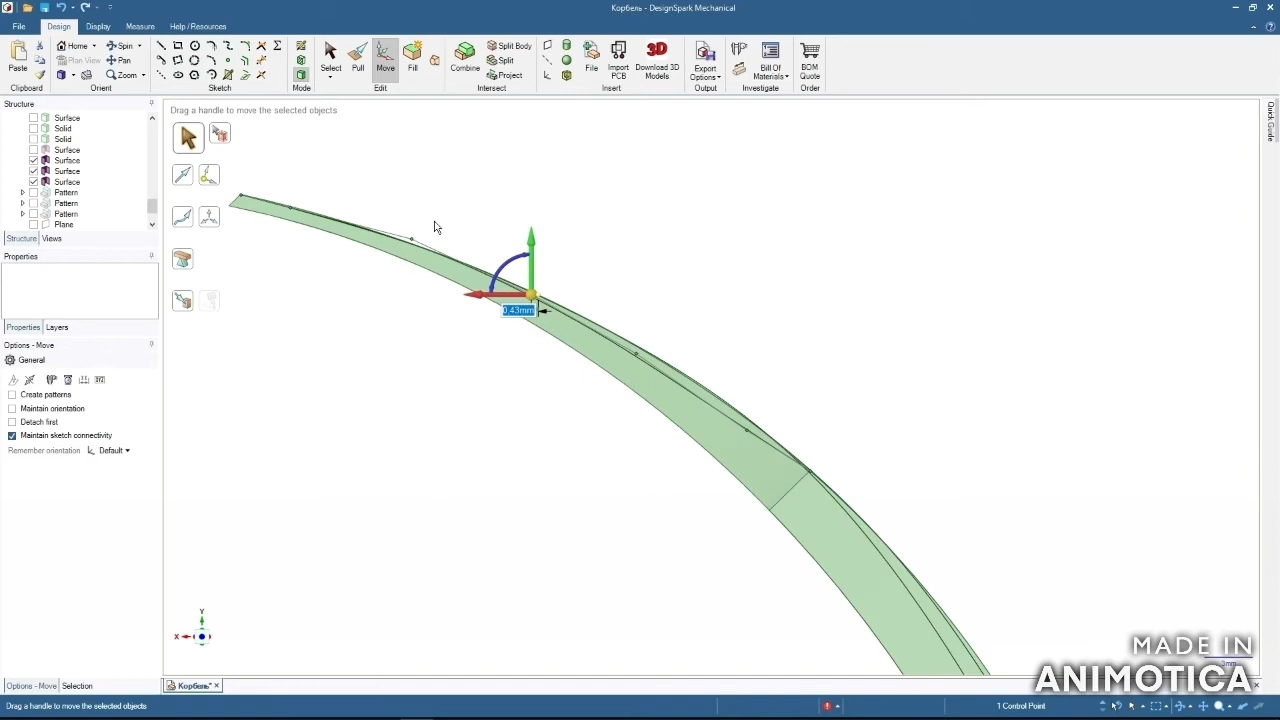 Корбель - DesignSpark Mechanical
File Design Display Measure Help / Resources
Home Spin
Plan View Pan
Zoom
Paste
Select Pull Move Fill
Combine
Split Body
Split
Project
File Import PCB Download 3D Models
3D
Export Options
Bill Of Materials
BOM Quote
Clipboard Orient Sketch Mode Edit Intersect Insert Output Investigate Order
Structure
Surface
Solid
Solid
Surface
Surface
Surface
Surface
Pattern
Pattern
Pattern
Plane
Structure Views
Properties
Properties Layers
Options - Move
General
Create patterns
Maintain orientation
Detach first
Maintain sketch connectivity
Remember orientation Default
Options - Move Selection
Drag a handle to move the selected objects
0.43mm
Y
X
Quick Guide
3mm
MADE IN
ANIMOTICA
Корбель*
Drag a handle to move the selected objects
1 Control Point